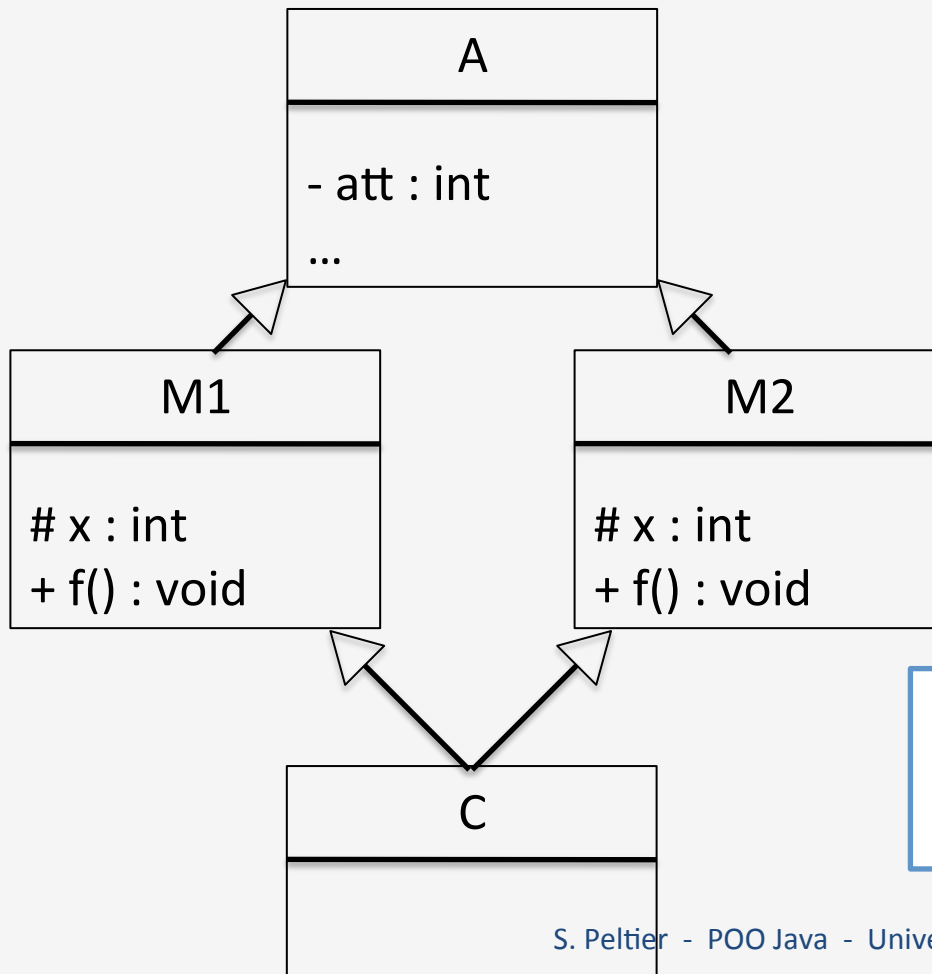 A
- att : int
...
M1
# x : int
+ f() : void
M2
# x : int
+ f() : void
C
S. Peltier - POO Java - Unive